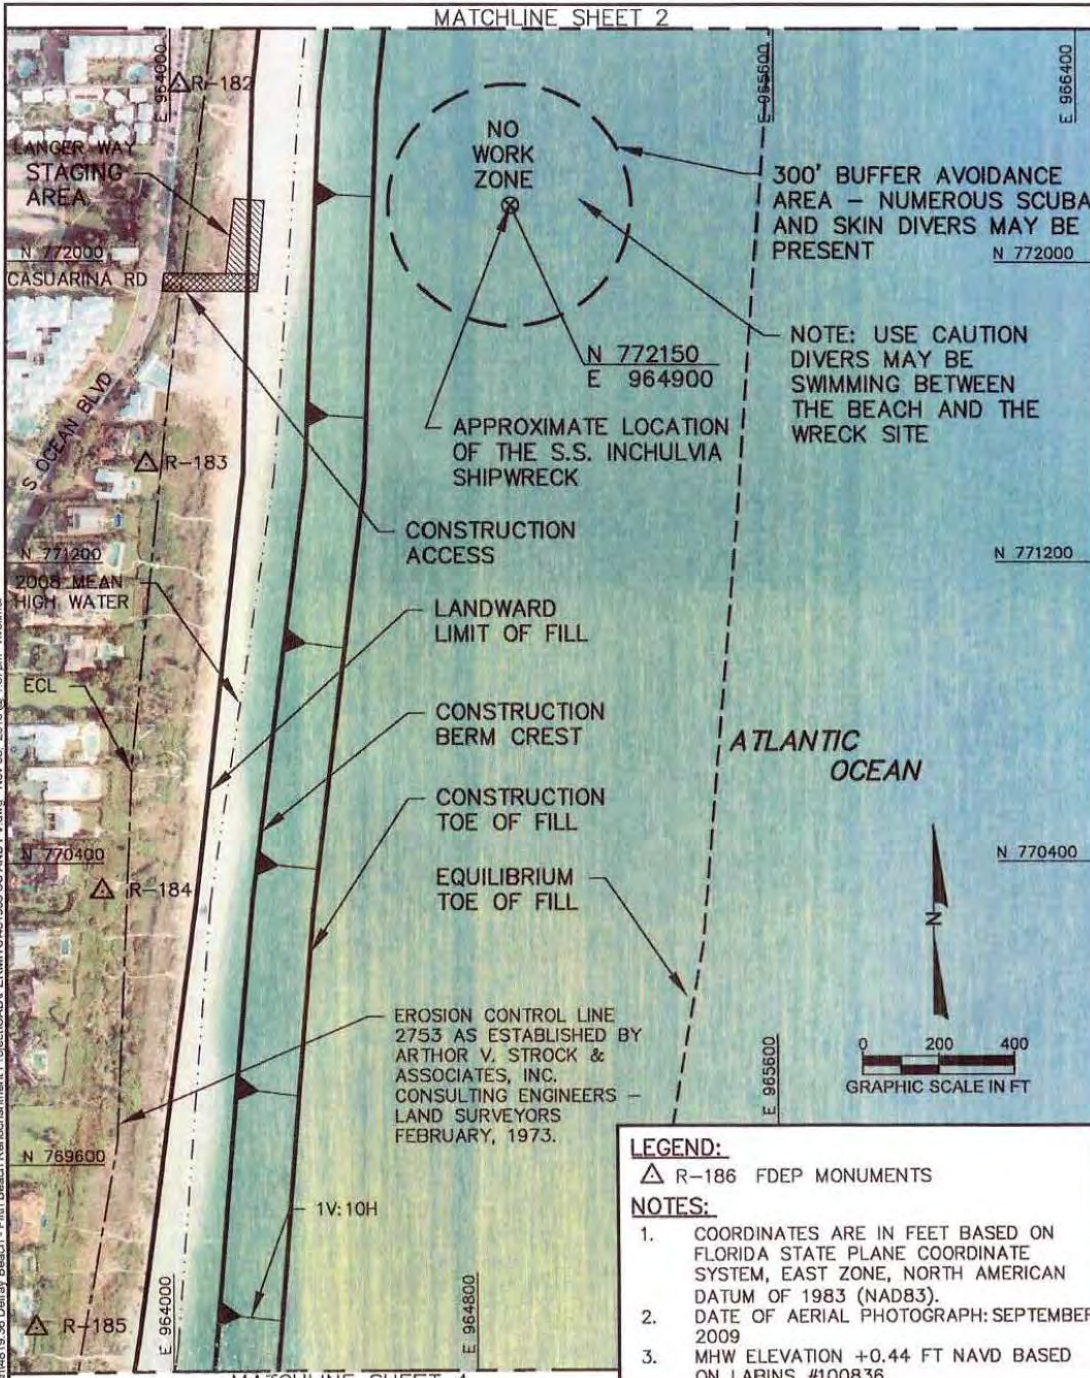 MATCHLINE SHEET 2
E 964000
E 965600
E 966400
R-182
LANGER WAY
STAGING
AREA
N 772000
CASUARINA RD
NO
WORK
ZONE
300' BUFFER AVOIDANCE
AREA – NUMEROUS SCUBA
AND SKIN DIVERS MAY BE
PRESENT
N 772000
NOTE: USE CAUTION
DIVERS MAY BE
SWIMMING BETWEEN
THE BEACH AND THE
WRECK SITE
N 772150
E 964900
APPROXIMATE LOCATION
OF THE S.S. INCHULVIA
SHIPWRECK
S OCEAN BLVD
R-183
CONSTRUCTION
ACCESS
N 771200
N 771200
2008 MEAN
HIGH WATER
LANDWARD
LIMIT OF FILL
ECL
CONSTRUCTION
BERM CREST
ATLANTIC
OCEAN
CONSTRUCTION
TOE OF FILL
N 770400
N 770400
R-184
EQUILIBRIUM
TOE OF FILL
N
EROSION CONTROL LINE
2753 AS ESTABLISHED BY
ARTHOR V. STROCK &
ASSOCIATES, INC.
CONSULTING ENGINEERS –
LAND SURVEYORS
FEBRUARY, 1973.
0 200 400
GRAPHIC SCALE IN FT
E 965600
N 769600
1V:10H
E 964000
E 964800
R-185
LEGEND:
R-186 FDEP MONUMENTS
NOTES:
1. COORDINATES ARE IN FEET BASED ON
FLORIDA STATE PLANE COORDINATE
SYSTEM, EAST ZONE, NORTH AMERICAN
DATUM OF 1983 (NAD83).
2. DATE OF AERIAL PHOTOGRAPH: SEPTEMBER
2009
3. MHW ELEVATION +0.44 FT NAVD BASED
ON LABINS #100836
MATCHLINE SHEET 4